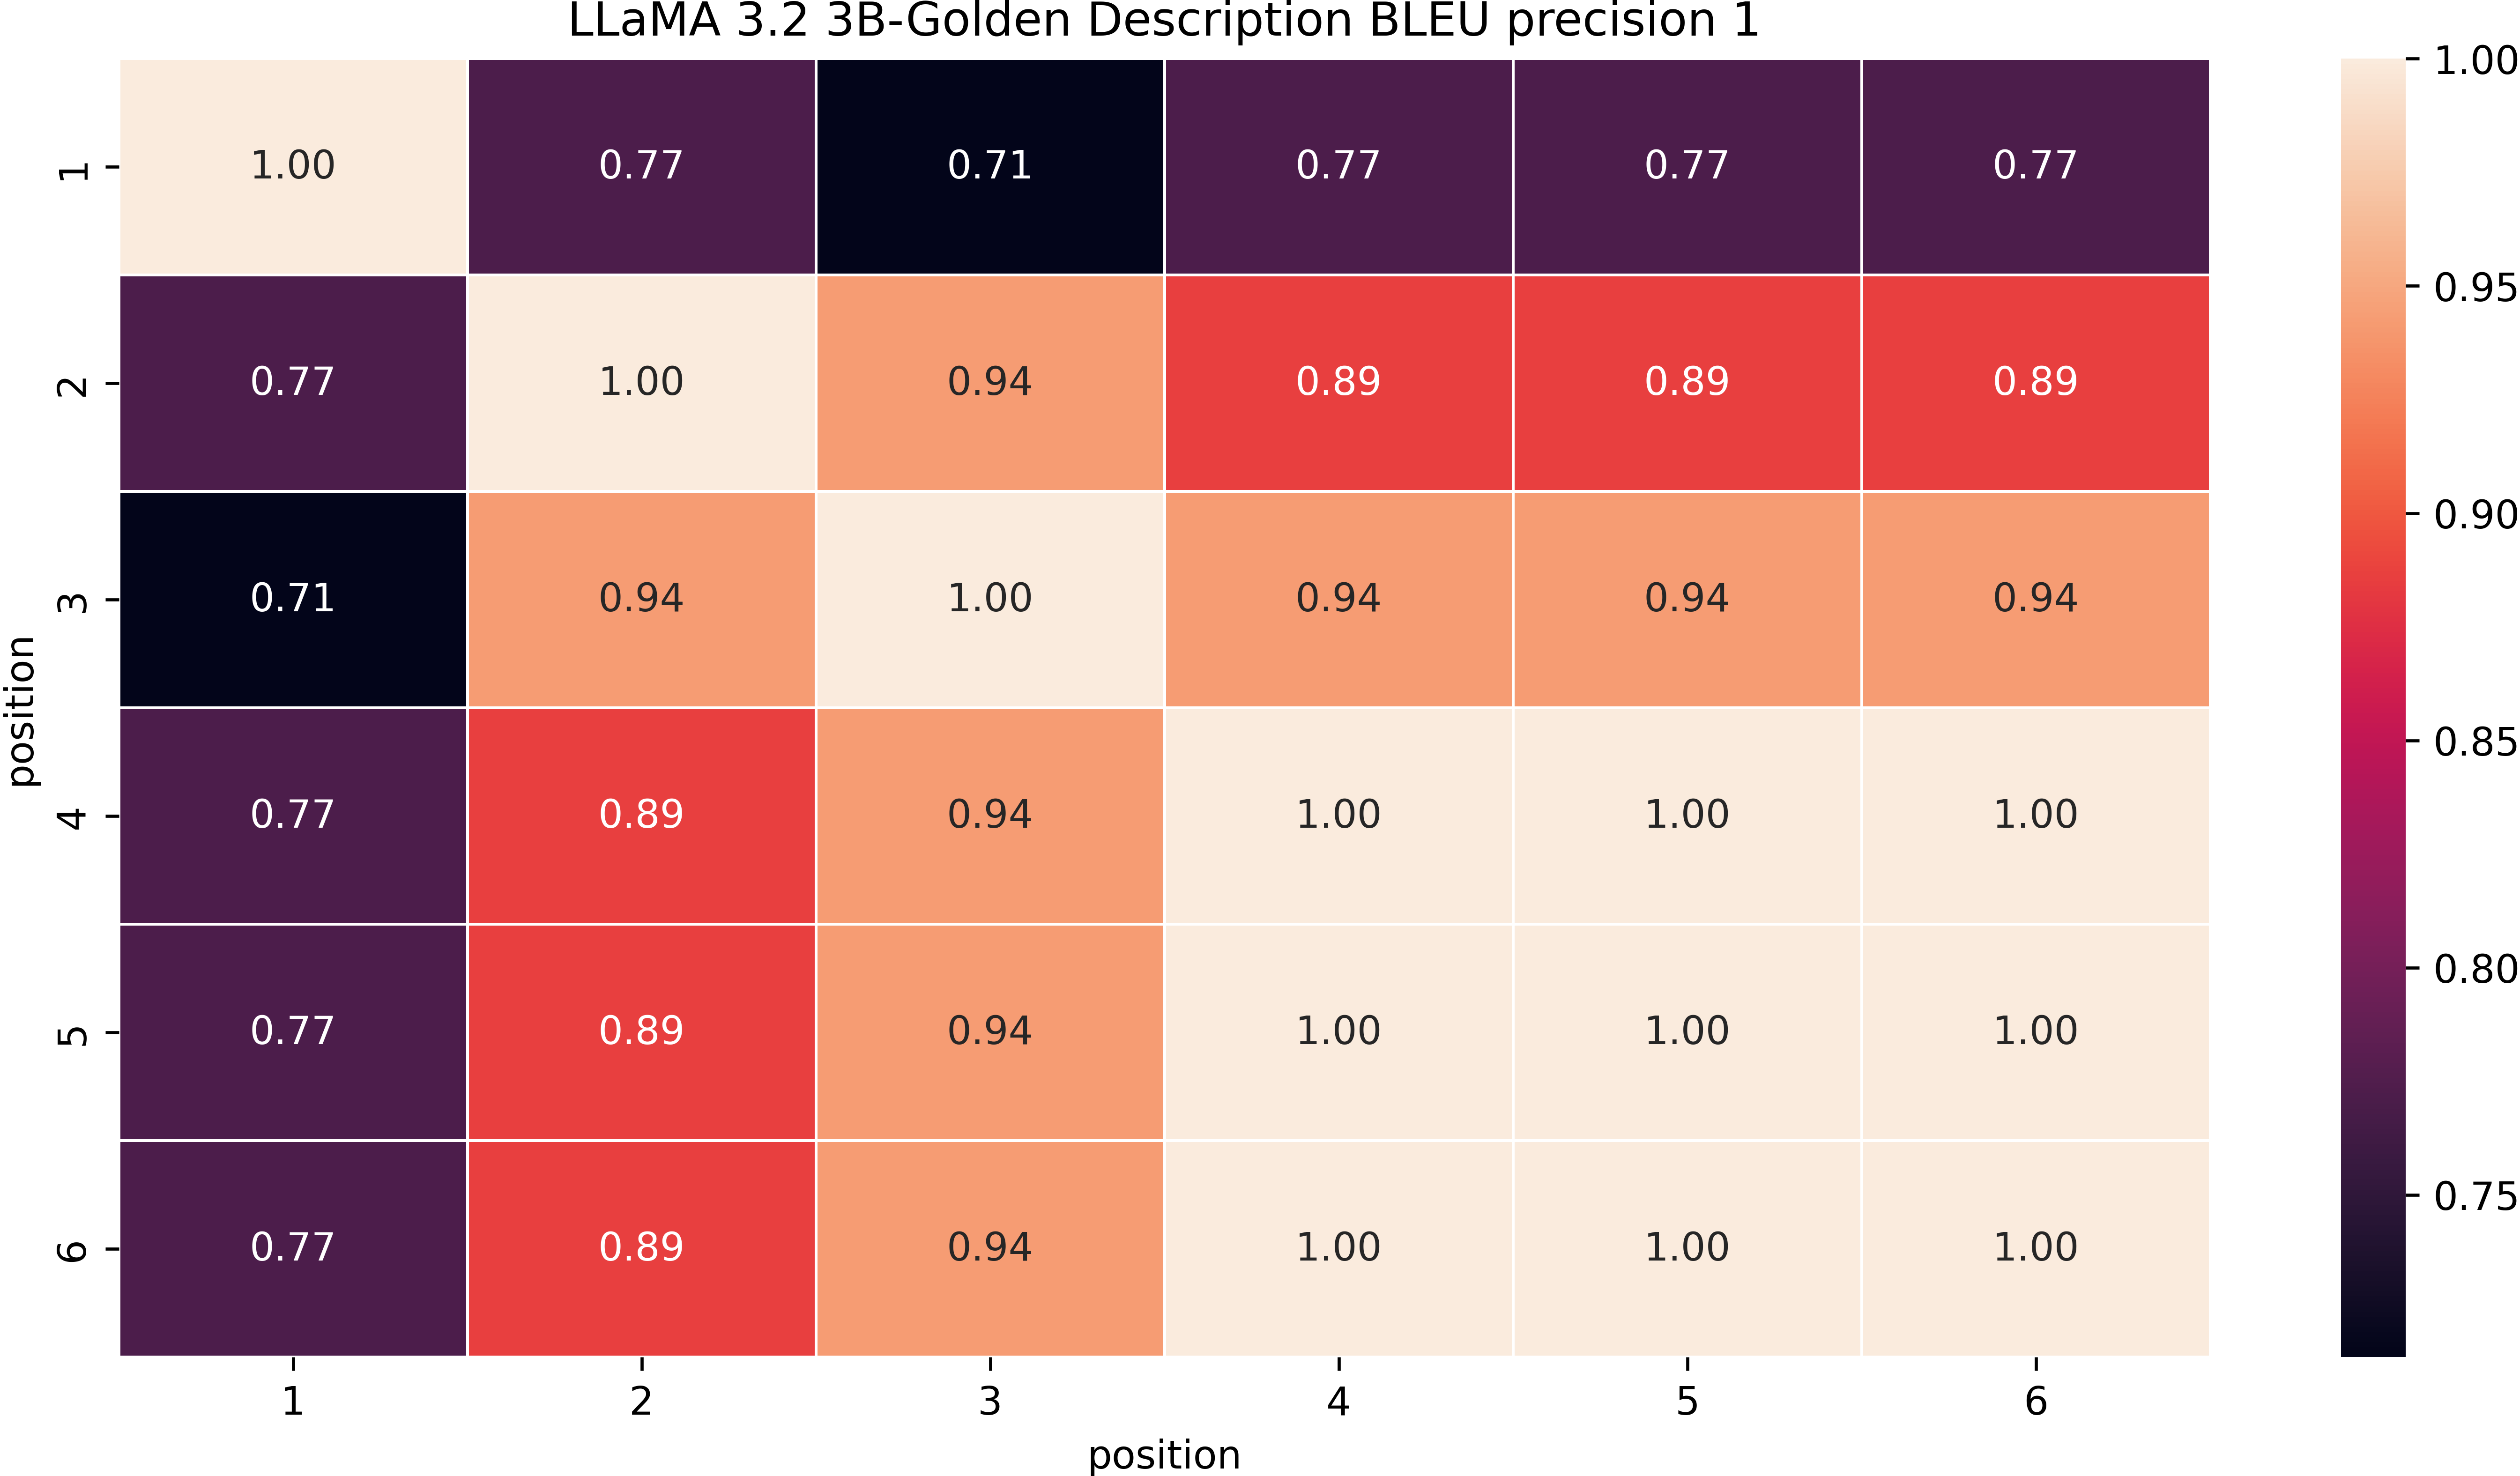 LLaMA 3.2 3B-Golden Description BLEU precision 1
1.00
1 1.00 0.77 0.71 0.77 0.77 0.77
0.95
2 0.77 1.00 0.94 0.89 0.89 0.89
0.90
3 0.71 0.94 1.00 0.94 0.94 0.94
position
0.85
4 0.77 0.89 0.94 1.00 1.00 1.00
0.80
5 0.77 0.89 0.94 1.00 1.00 1.00
0.75
6 0.77 0.89 0.94 1.00 1.00 1.00
1 2 3 4 5 6
position